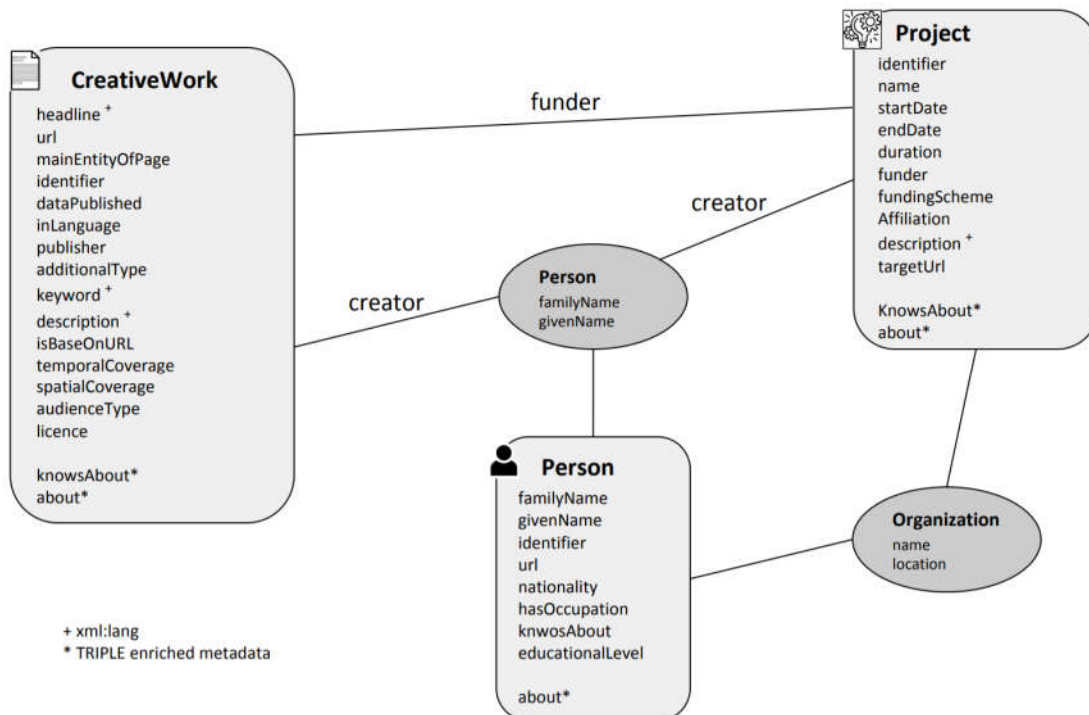 CreativeWork
headline +
url
mainEntityOfPage
identifier
dataPublished
inLanguage
publisher
additionalType
keyword +
description +
isBaseOnURL
temporalCoverage
spatialCoverage
audienceType
licence
knowsAbout*
about*
funder
creator
creator
Project
identifier
name
startDate
endDate
duration
funder
fundingScheme
Affiliation
description +
targetUrl
KnowsAbout*
about*
Person
familyName
givenName
Person
familyName
givenName
identifier
url
nationality
hasOccupation
knwosAbout
educationalLevel
about*
Organization
name
location
+ xml:lang
* TRIPLE enriched metadata